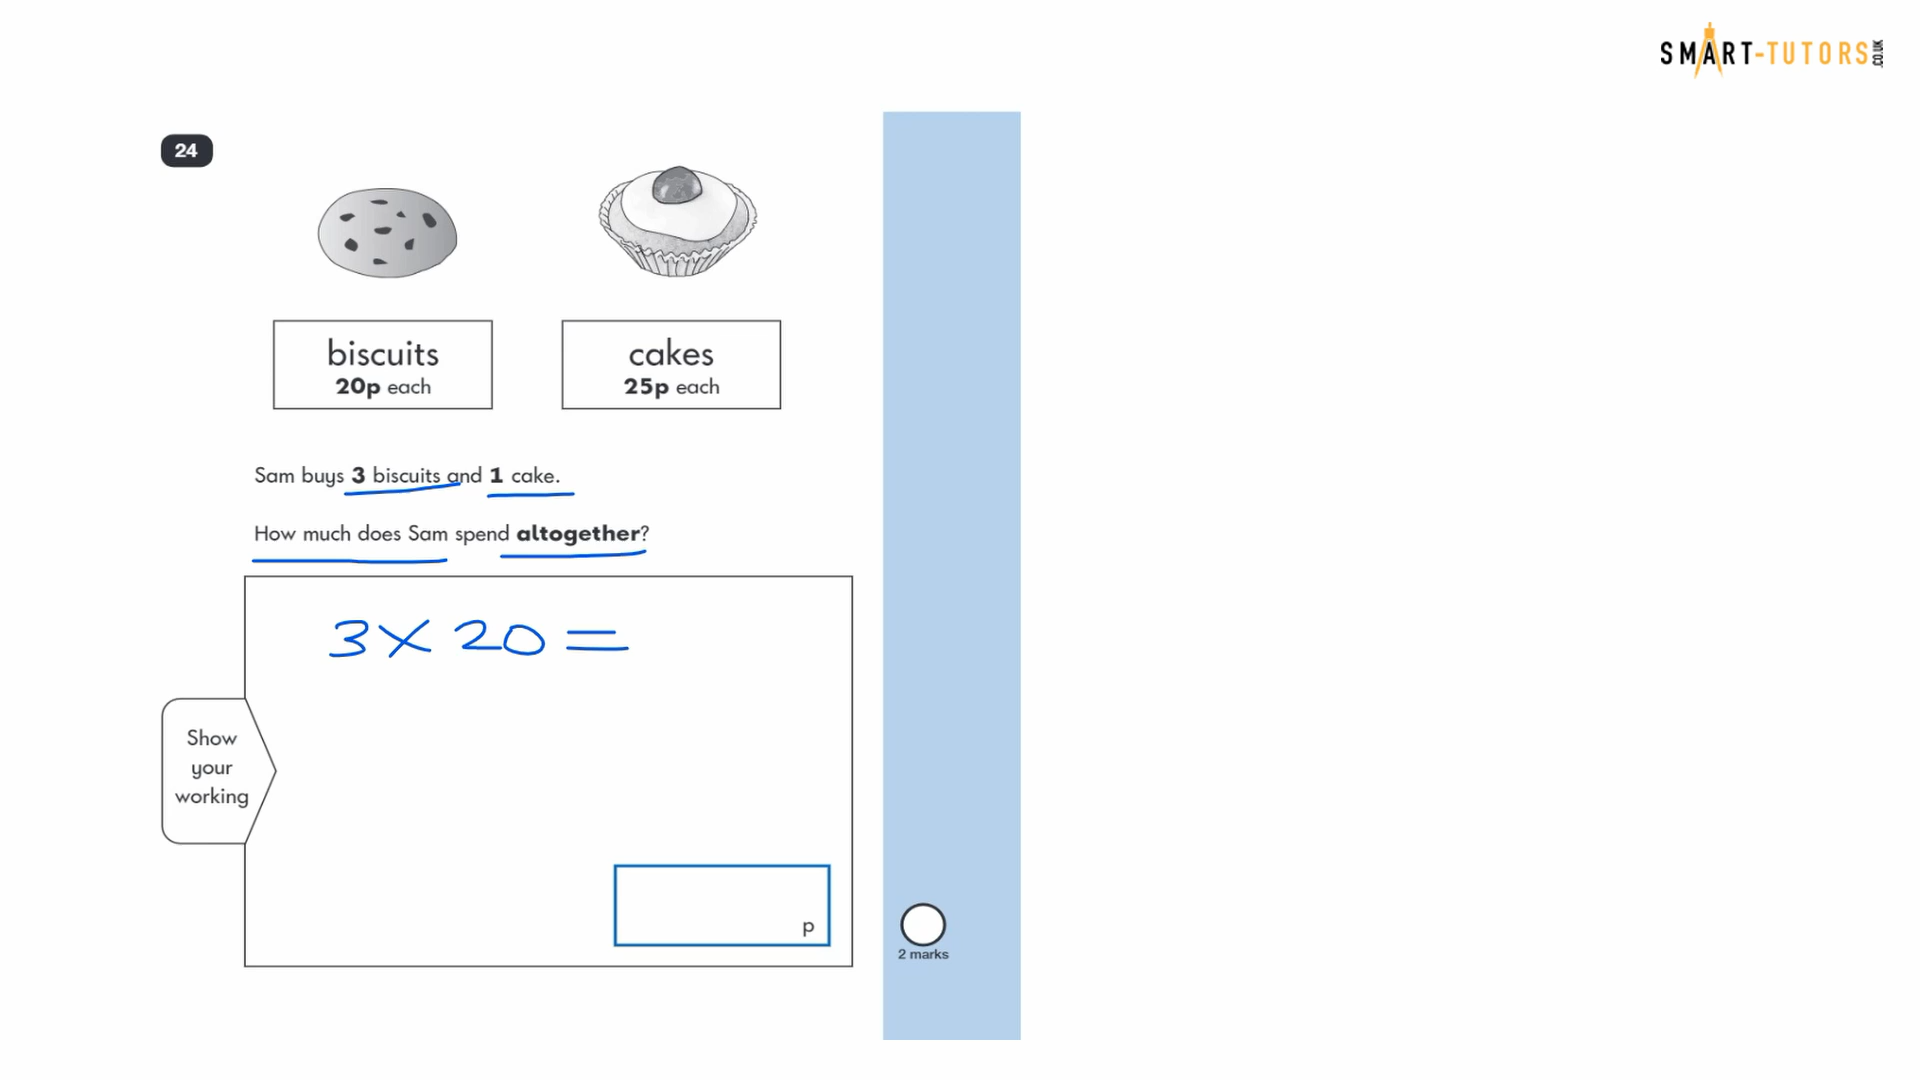 SMART-TUTORS.CO.UK
24
biscuits
20p each
cakes
25p each
Sam buys 3 biscuits and 1 cake.
How much does Sam spend altogether?
3 × 20 =
Show
your
working
p
2 marks